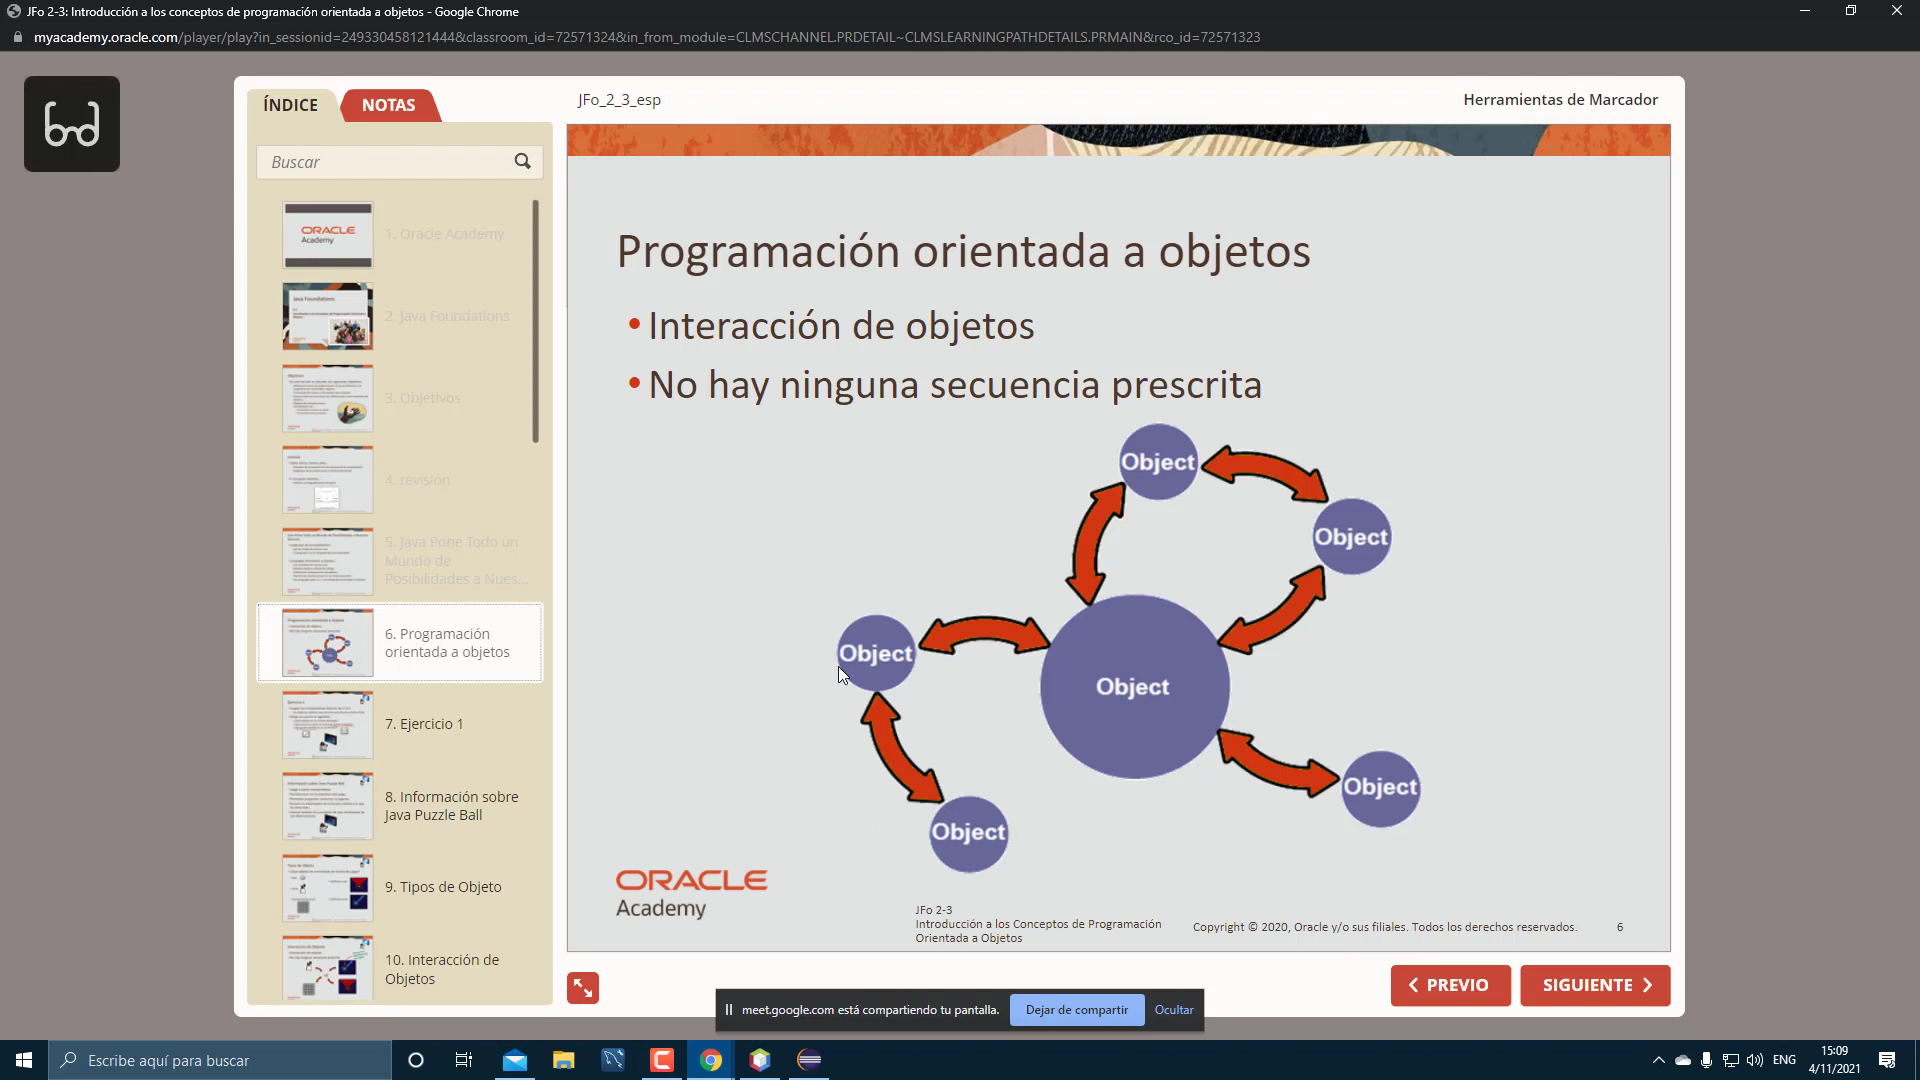 JFo 2-3: Introducción a los conceptos de programación orientada a objetos - Google Chrome
myacademy.oracle.com/player/play?in_sessionid=249330458121444&classroom_id=72571324&in_from_module=CLMSCHANNEL.PRDETAIL~CLMSLEARNINGPATHDETAILS.PRMAIN&rco_id=72571323
ÍNDICE
NOTAS
JFo_2_3_esp
Herramientas de Marcador
Buscar
ORACLE
Academy
1. Oracle Academy
Java Foundations
2. Java Foundations
3. Objetivos
4. revisión
5. Java Pone Todo un
Mundo de
Posibilidades a Nues...
6. Programación
orientada a objetos
7. Ejercicio 1
8. Información sobre
Java Puzzle Ball
9. Tipos de Objeto
10. Interacción de
Objetos
Programación orientada a objetos
• Interacción de objetos
• No hay ninguna secuencia prescrita
Object
Object
Object
Object
Object
Object
ORACLE
Academy
JFo 2-3
Introducción a los Conceptos de Programación
Orientada a Objetos
Copyright © 2020, Oracle y/o sus filiales. Todos los derechos reservados.
6
PREVIO
SIGUIENTE
meet.google.com está compartiendo tu pantalla.
Dejar de compartir
Ocultar
Escribe aquí para buscar
ENG
15:09
4/11/2021